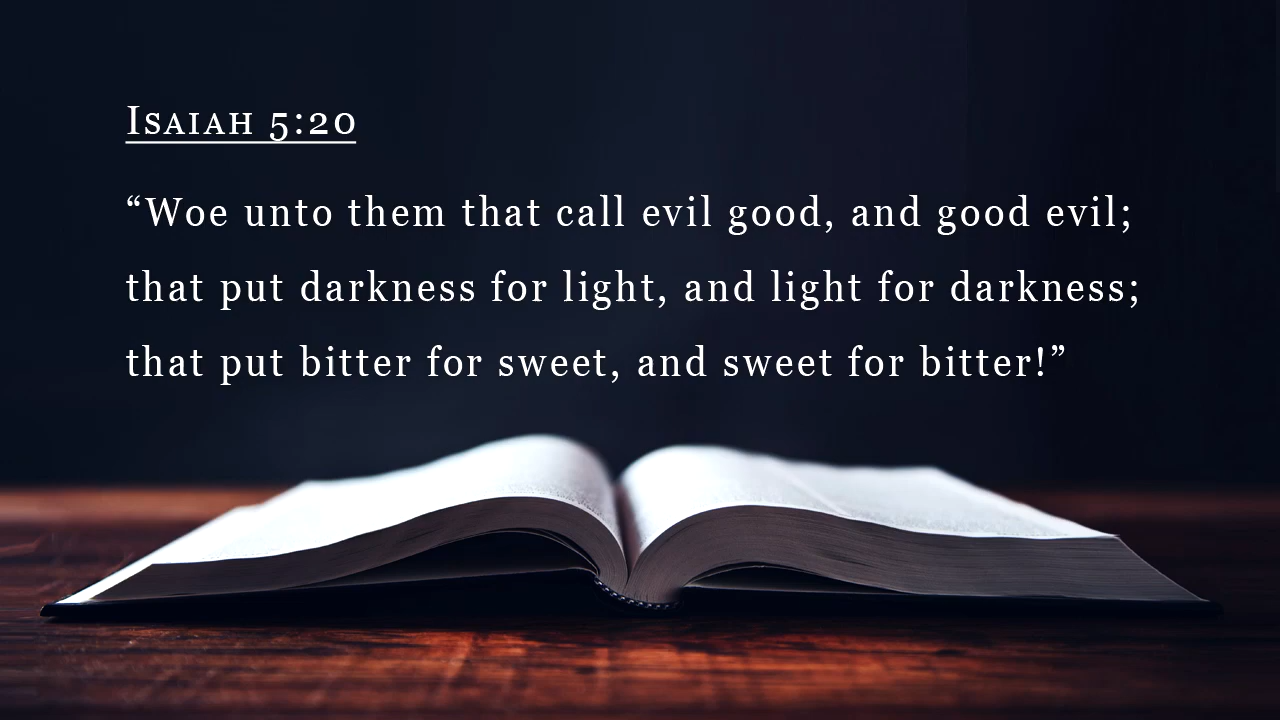 Isaiah 5:20
“Woe unto them that call evil good, and good evil;
that put darkness for light, and light for darkness;
that put bitter for sweet, and sweet for bitter!”